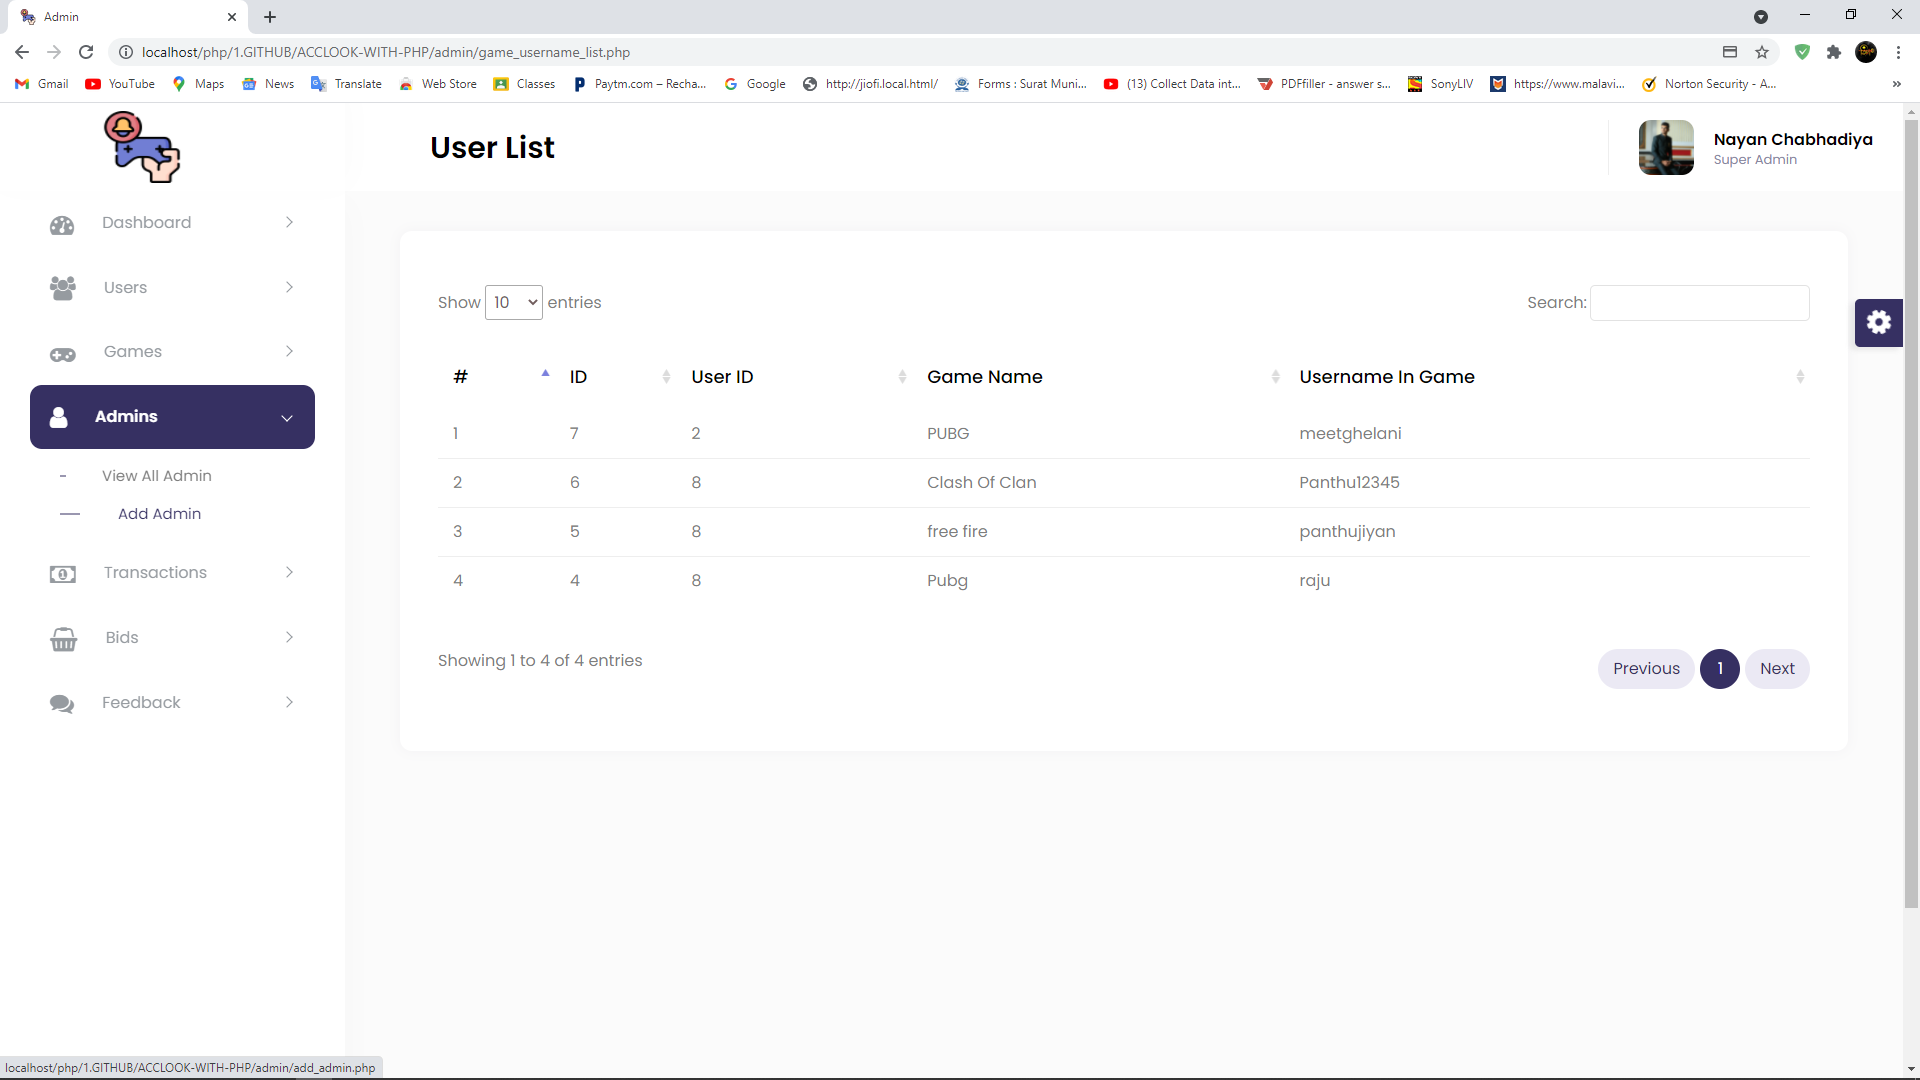 Admin
localhost/php/1.GITHUB/ACCLOOK-WITH-PHP/admin/game_username_list.php
Gmail YouTube Maps News Translate Web Store Classes Paytm.com – Recha... Google http://jiofi.local.html/ Forms : Surat Muni... (13) Collect Data int... PDFfiller - answer s... SonyLIV https://www.malavi... Norton Security - A... »
User List
Nayan Chabhadiya
Super Admin
Dashboard
Users
Games
Admins
- View All Admin
Add Admin
Transactions
Bids
Feedback
Show 10 entries
Search:
# ID User ID Game Name Username In Game
1 7 2 PUBG meetghelani
2 6 8 Clash Of Clan Panthu12345
3 5 8 free fire panthujiyan
4 4 8 Pubg raju
Showing 1 to 4 of 4 entries
Previous 1 Next
localhost/php/1.GITHUB/ACCLOOK-WITH-PHP/admin/add_admin.php